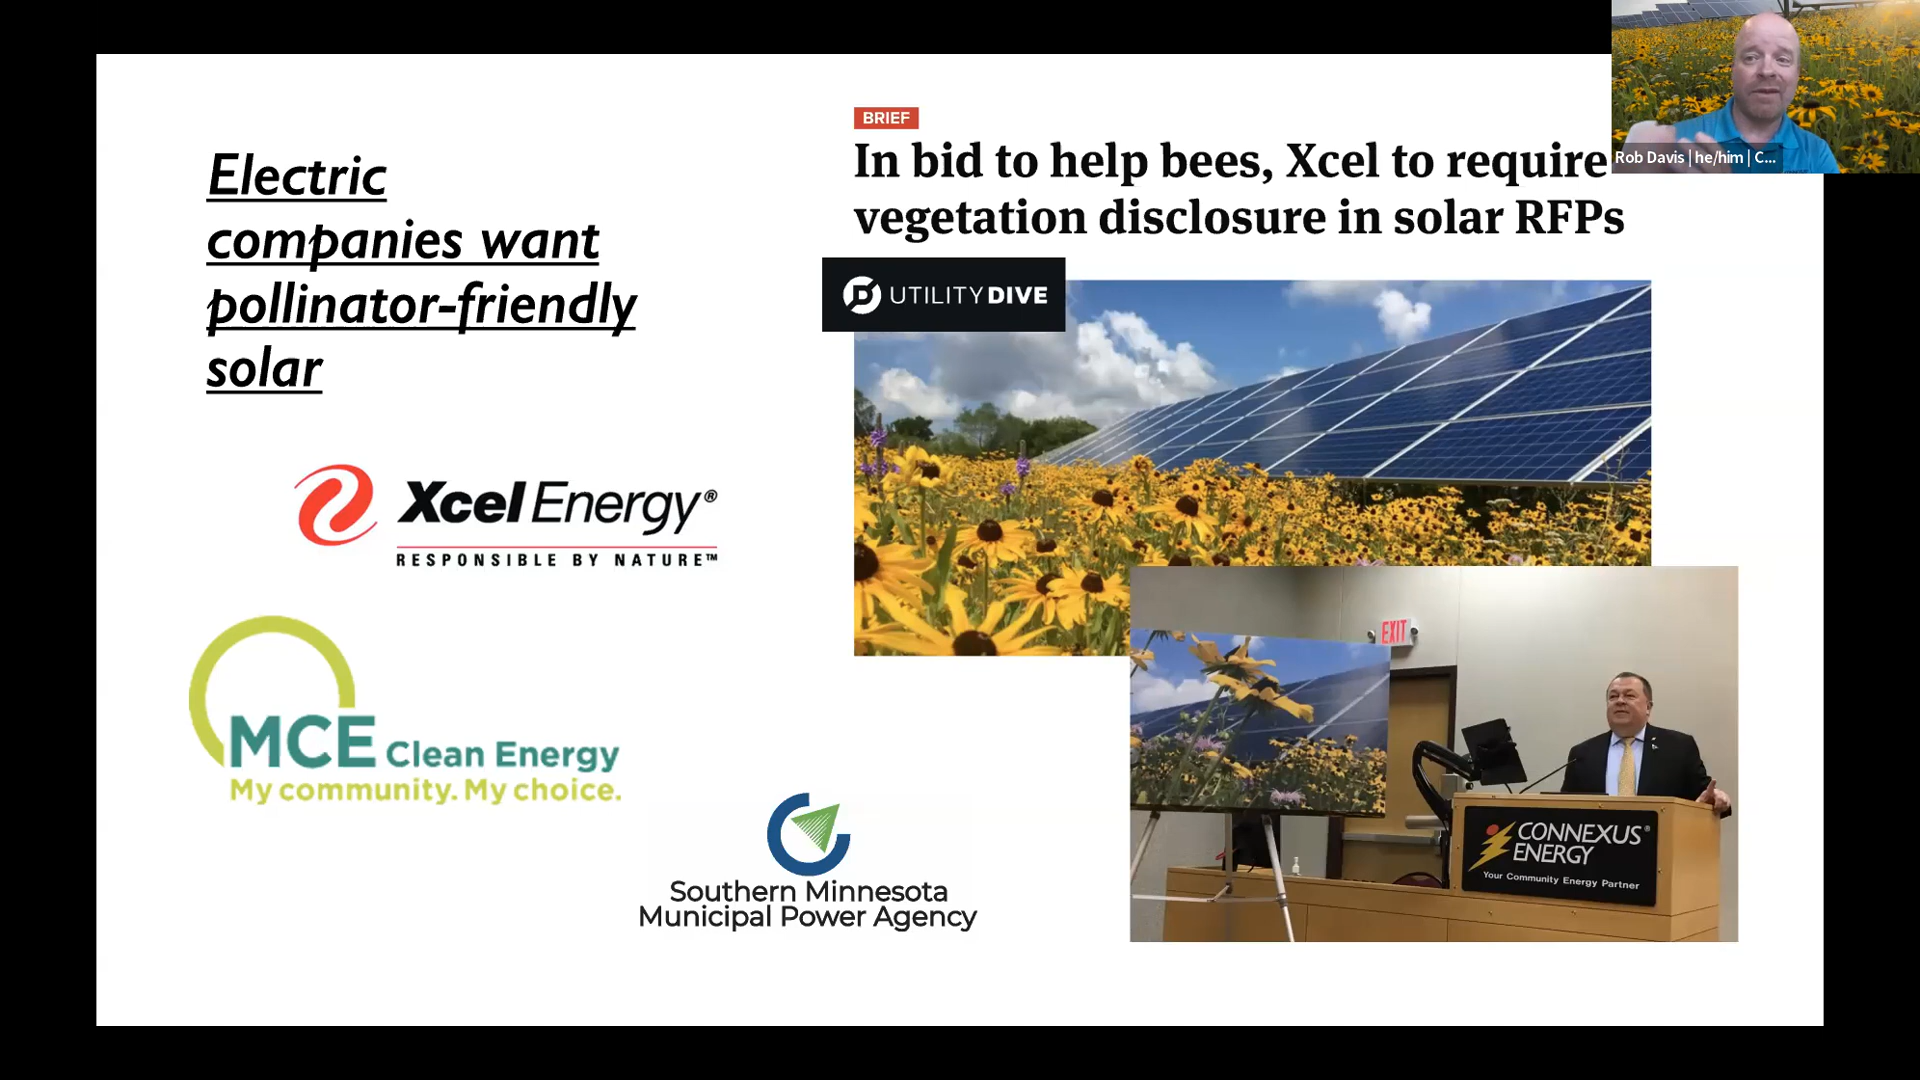 Electric
companies want
pollinator-friendly
solar
BRIEF
In bid to help bees, Xcel to require
vegetation disclosure in solar RFPs
Rob Davis | he/him | C...
UTILITY DIVE
Xcel Energy®
RESPONSIBLE BY NATURE™
MCE Clean Energy
My community. My choice.
Southern Minnesota
Municipal Power Agency
EXIT
CONNEXUS®
ENERGY
Your Community Energy Partner